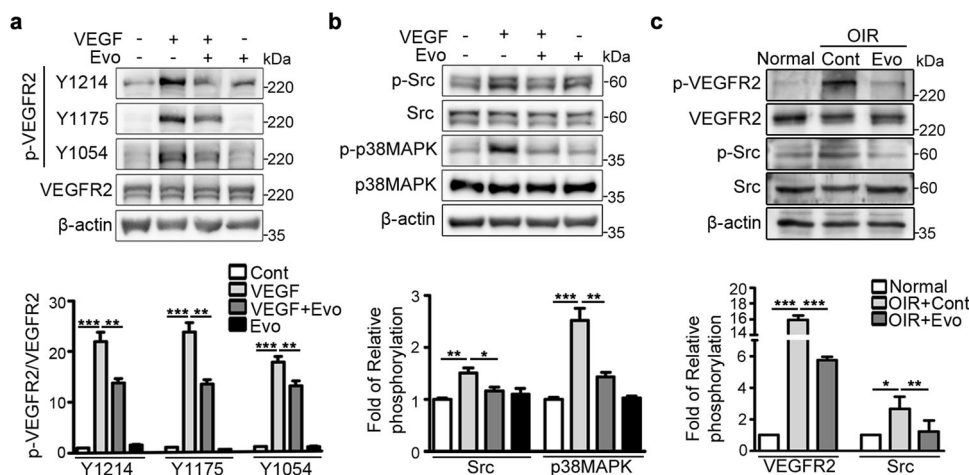 a
VEGF - + + -
Evo - - + + kDa
p-VEGFR2
Y1214 -220
Y1175 -220
Y1054 -220
VEGFR2 -220
β-actin -35
Cont
VEGF
VEGF+Evo
Evo
p-VEGFR2/VEGFR2
30
20
10
0
*** ** *** ** *** **
Y1214 Y1175 Y1054
b
VEGF - + + -
Evo - - + + kDa
p-Src -60
Src -60
p-p38MAPK -35
p38MAPK -35
β-actin -35
Fold of Relative
phosphorylation
3
2
1
0
** * *** **
Src p38MAPK
c
OIR
Normal Cont Evo kDa
p-VEGFR2 -220
VEGFR2 -220
p-Src -60
Src -60
β-actin -35
Normal
OIR+Cont
OIR+Evo
Fold of Relative
phosphorylation
20
18
16
14
6
4
2
0
*** *** * **
VEGFR2 Src